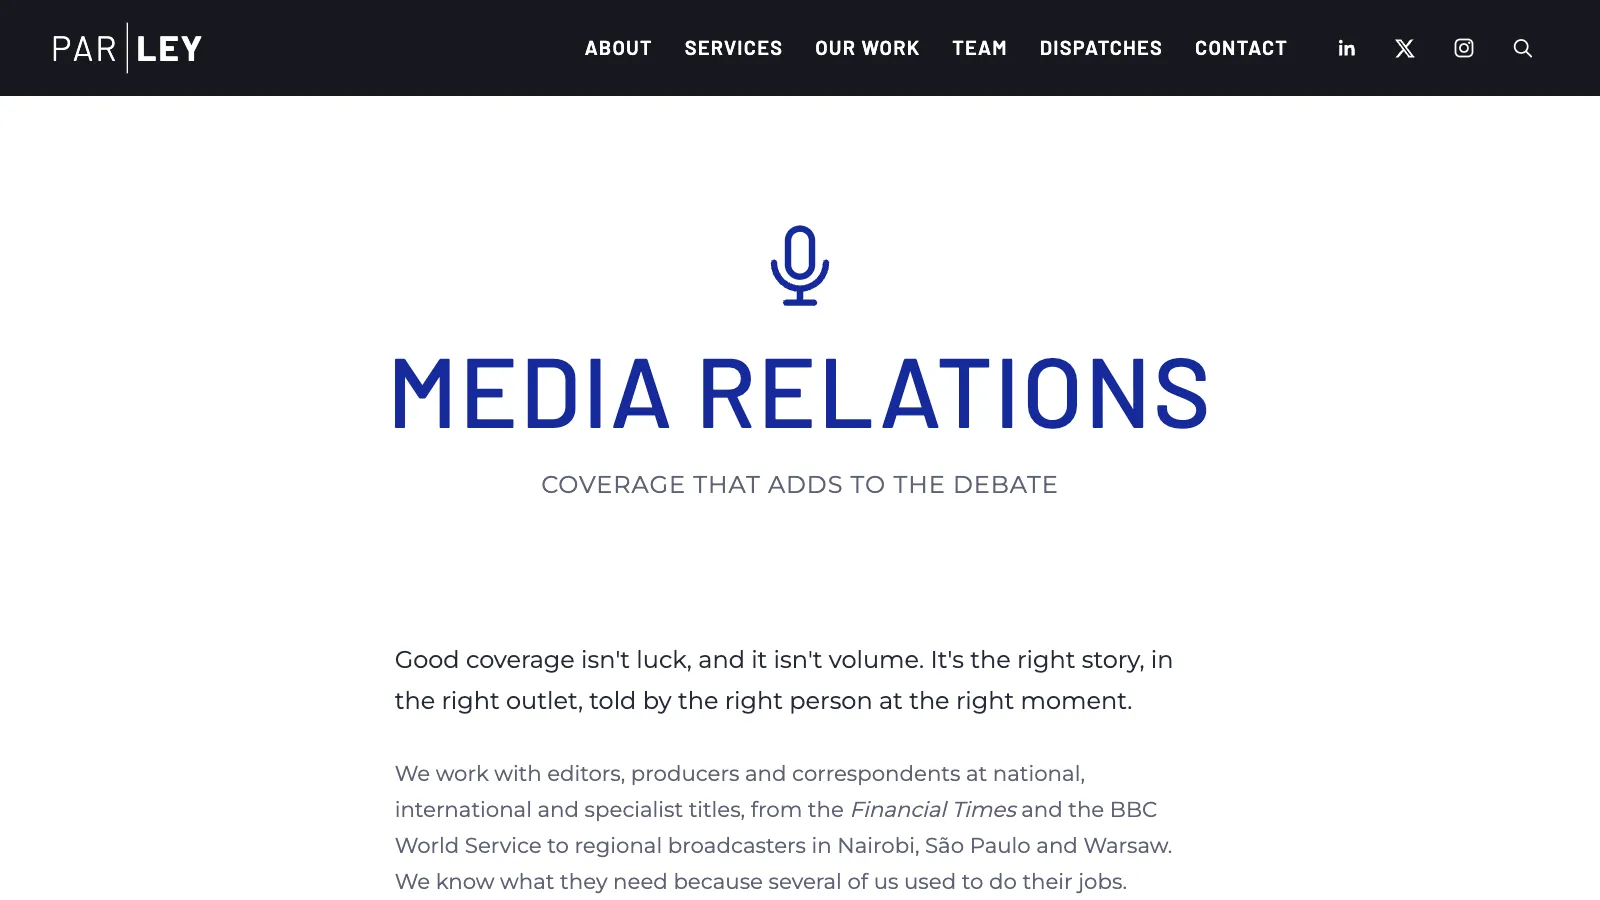 PAR|LEY
ABOUT SERVICES OUR WORK TEAM DISPATCHES CONTACT
MEDIA RELATIONS
COVERAGE THAT ADDS TO THE DEBATE
Good coverage isn't luck, and it isn't volume. It's the right story, in
the right outlet, told by the right person at the right moment.
We work with editors, producers and correspondents at national,
international and specialist titles, from the Financial Times and the BBC
World Service to regional broadcasters in Nairobi, São Paulo and Warsaw.
We know what they need because several of us used to do their jobs.